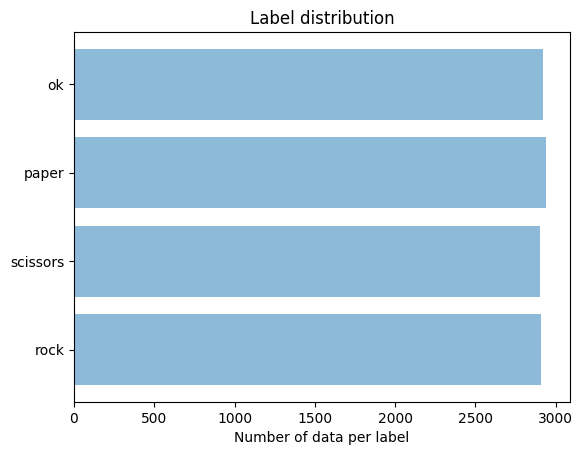 Label distribution
ok
paper
scissors
rock
0 500 1000 1500 2000 2500 3000
Number of data per label